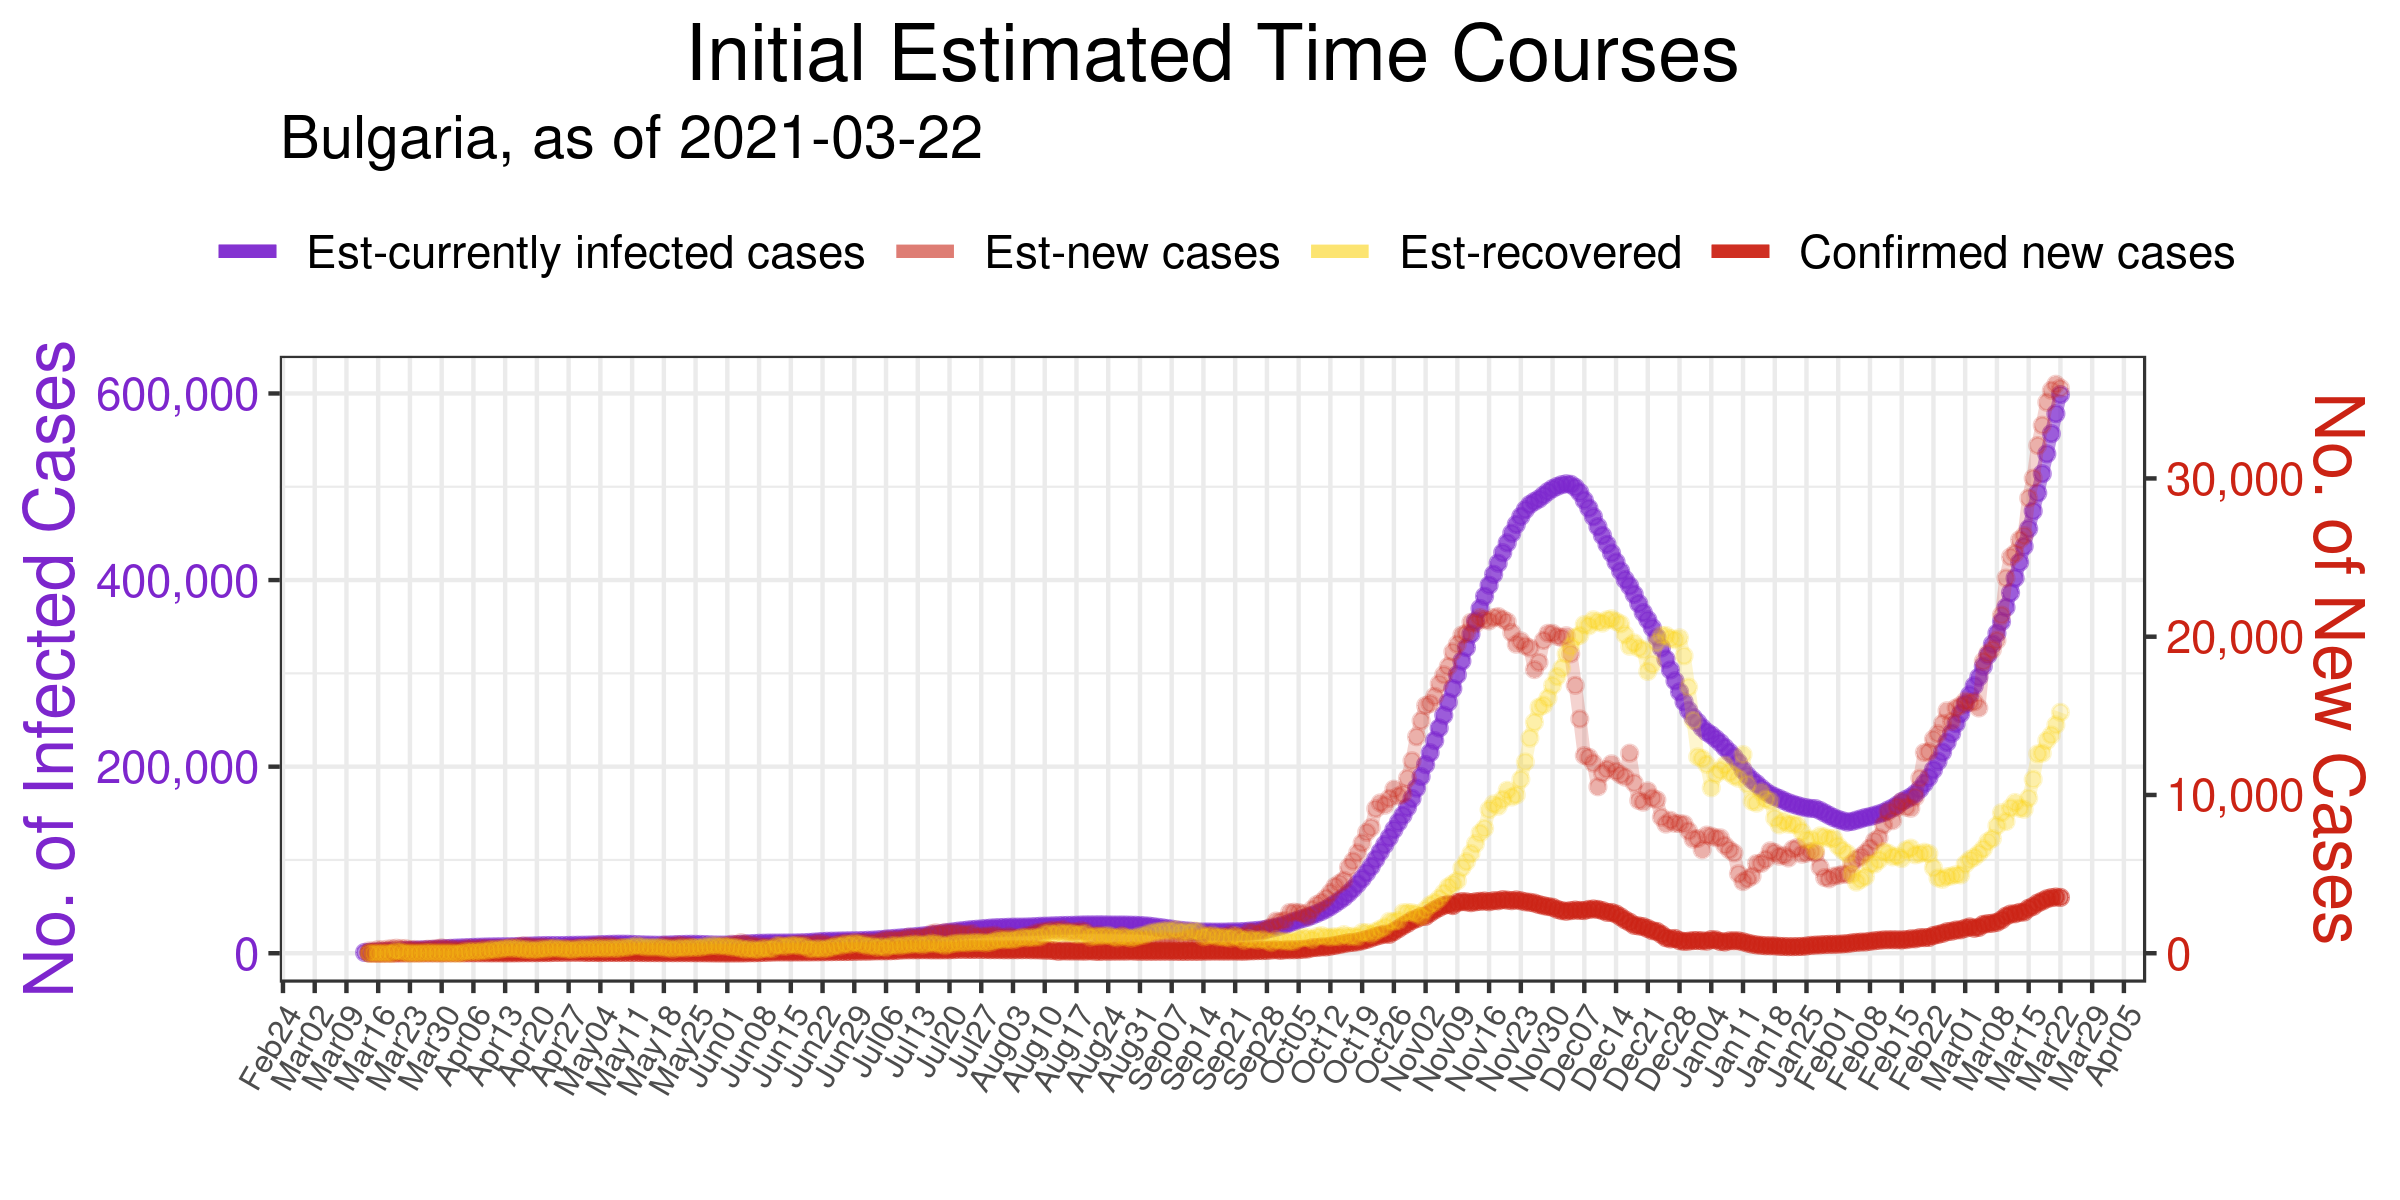 Initial Estimated Time Courses
Bulgaria, as of 2021-03-22
Est-currently infected cases Est-new cases Est-recovered Confirmed new cases
No. of Infected Cases
600,000
400,000
200,000
0
30,000
20,000
10,000
0
No. of New Cases
Feb24 Mar02 Mar09 Mar16 Mar23 Mar30 Apr06 Apr13 Apr20 Apr27 May04 May11 May18 May25 Jun01 Jun08 Jun15 Jun22 Jun29 Jul06 Jul13 Jul20 Jul27 Aug03 Aug10 Aug17 Aug24 Aug31 Sep07 Sep14 Sep21 Sep28 Oct05 Oct12 Oct19 Oct26 Nov02 Nov09 Nov16 Nov23 Nov30 Dec07 Dec14 Dec21 Dec28 Jan04 Jan11 Jan18 Jan25 Feb01 Feb08 Feb15 Feb22 Mar01 Mar08 Mar15 Mar22 Mar29 Apr05